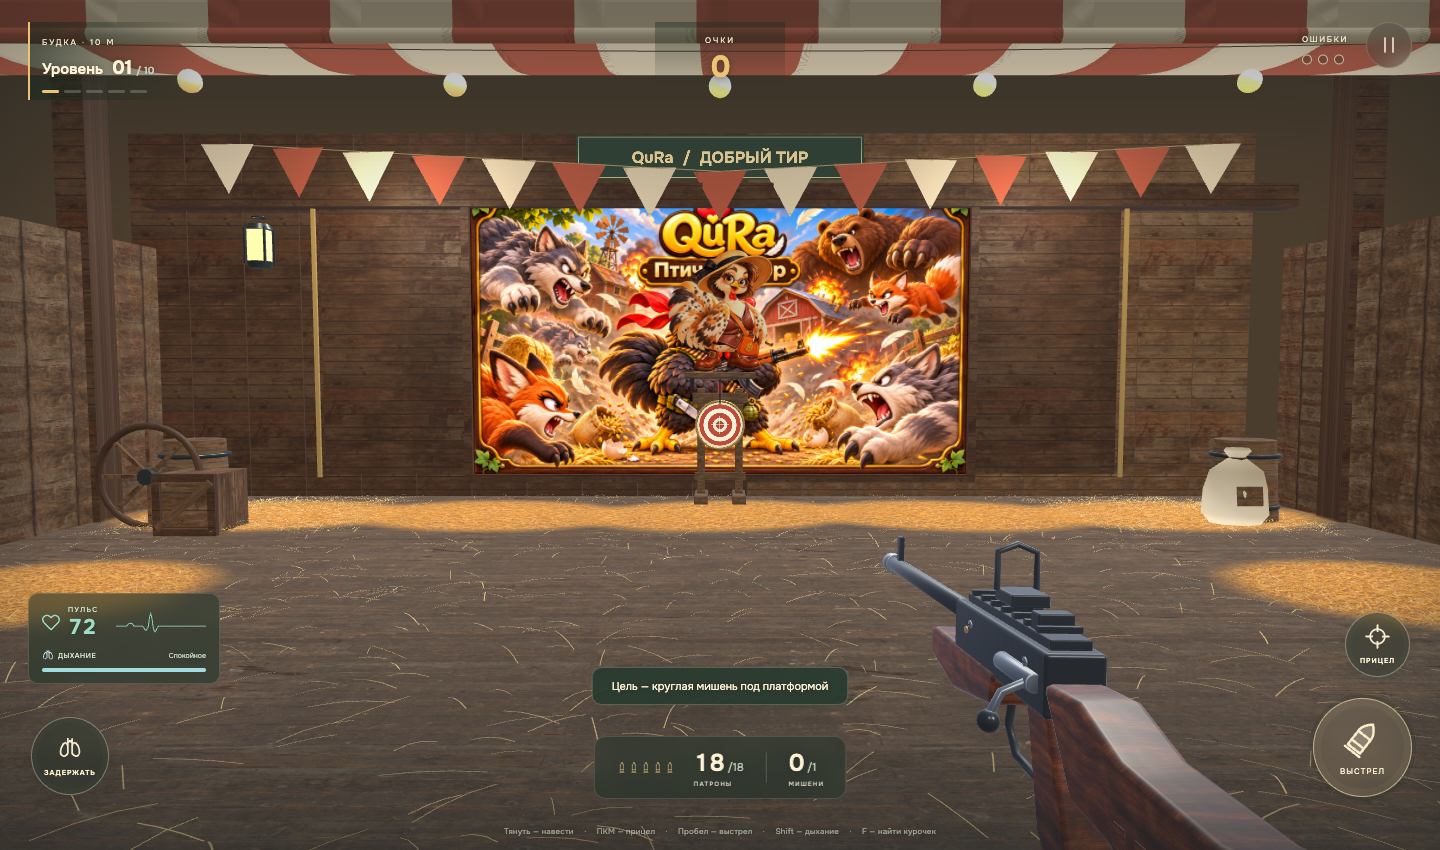 БУДКА · 10 М
Уровень 01 / 10
ОЧКИ
0
ОШИБКИ
QuRa / ДОБРЫЙ ТИР
QuRa
ПУЛЬС
72
ДЫХАНИЕ Спокойное
ЗАДЕРЖАТЬ
Цель — круглая мишень под платформой
18 /18
ПАТРОНЫ
0 /1
МИШЕНИ
ПРИЦЕЛ
ВЫСТРЕЛ
Тянуть — навести · ПКМ — прицел · Пробел — выстрел · Shift — дыхание · F — найти курочек